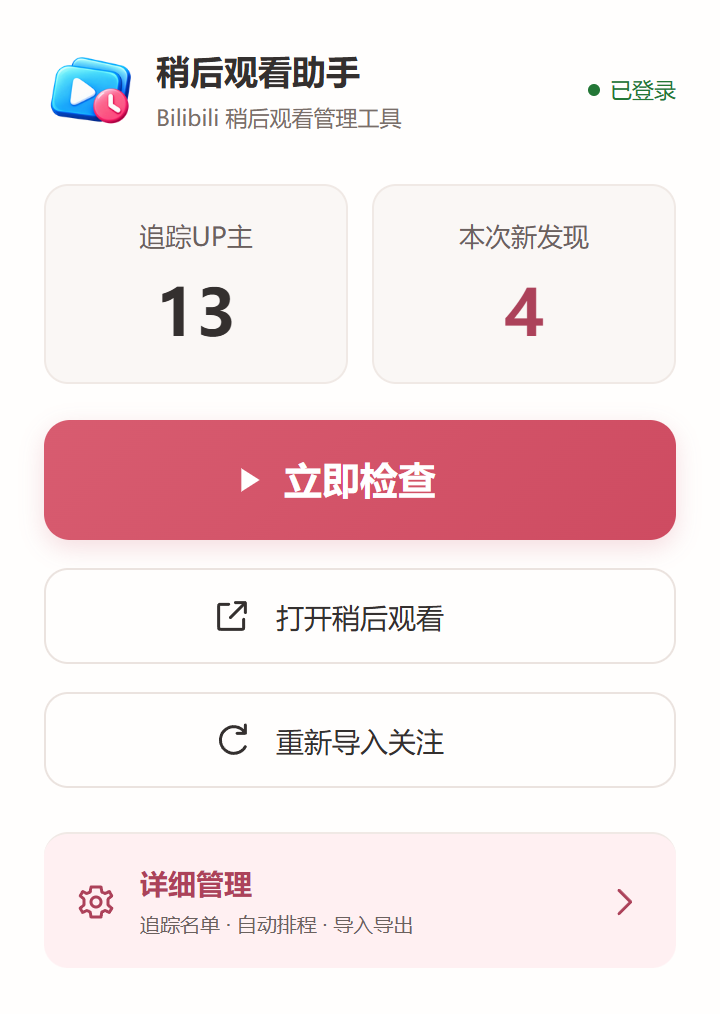 稍后观看助手
Bilibili 稍后观看管理工具
已登录
追踪UP主
13
本次新发现
4
立即检查
打开稍后观看
重新导入关注
详细管理
追踪名单 · 自动排程 · 导入导出